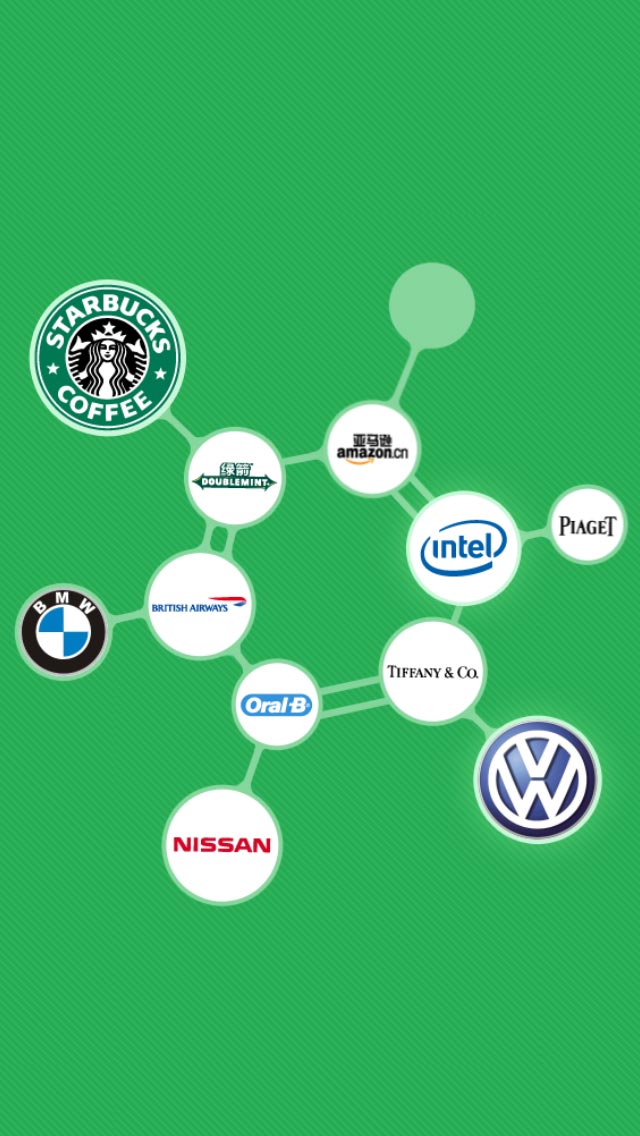 STARBUCKS
COFFEE
亚马逊
amazon.cn
绿箭
DOUBLEMINT
PIAGET
intel
BRITISH AIRWAYS
BMW
TIFFANY & CO.
Oral-B
NISSAN